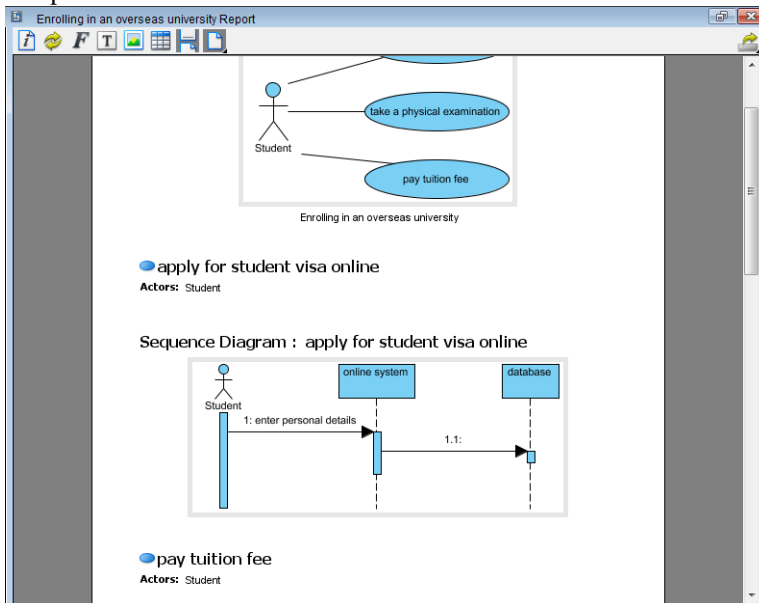 Enrolling in an overseas university Report
take a physical examination
Student
pay tuition fee
Enrolling in an overseas university
apply for student visa online
Actors: Student
Sequence Diagram : apply for student visa online
online system
database
Student
1: enter personal details
1.1:
pay tuition fee
Actors: Student